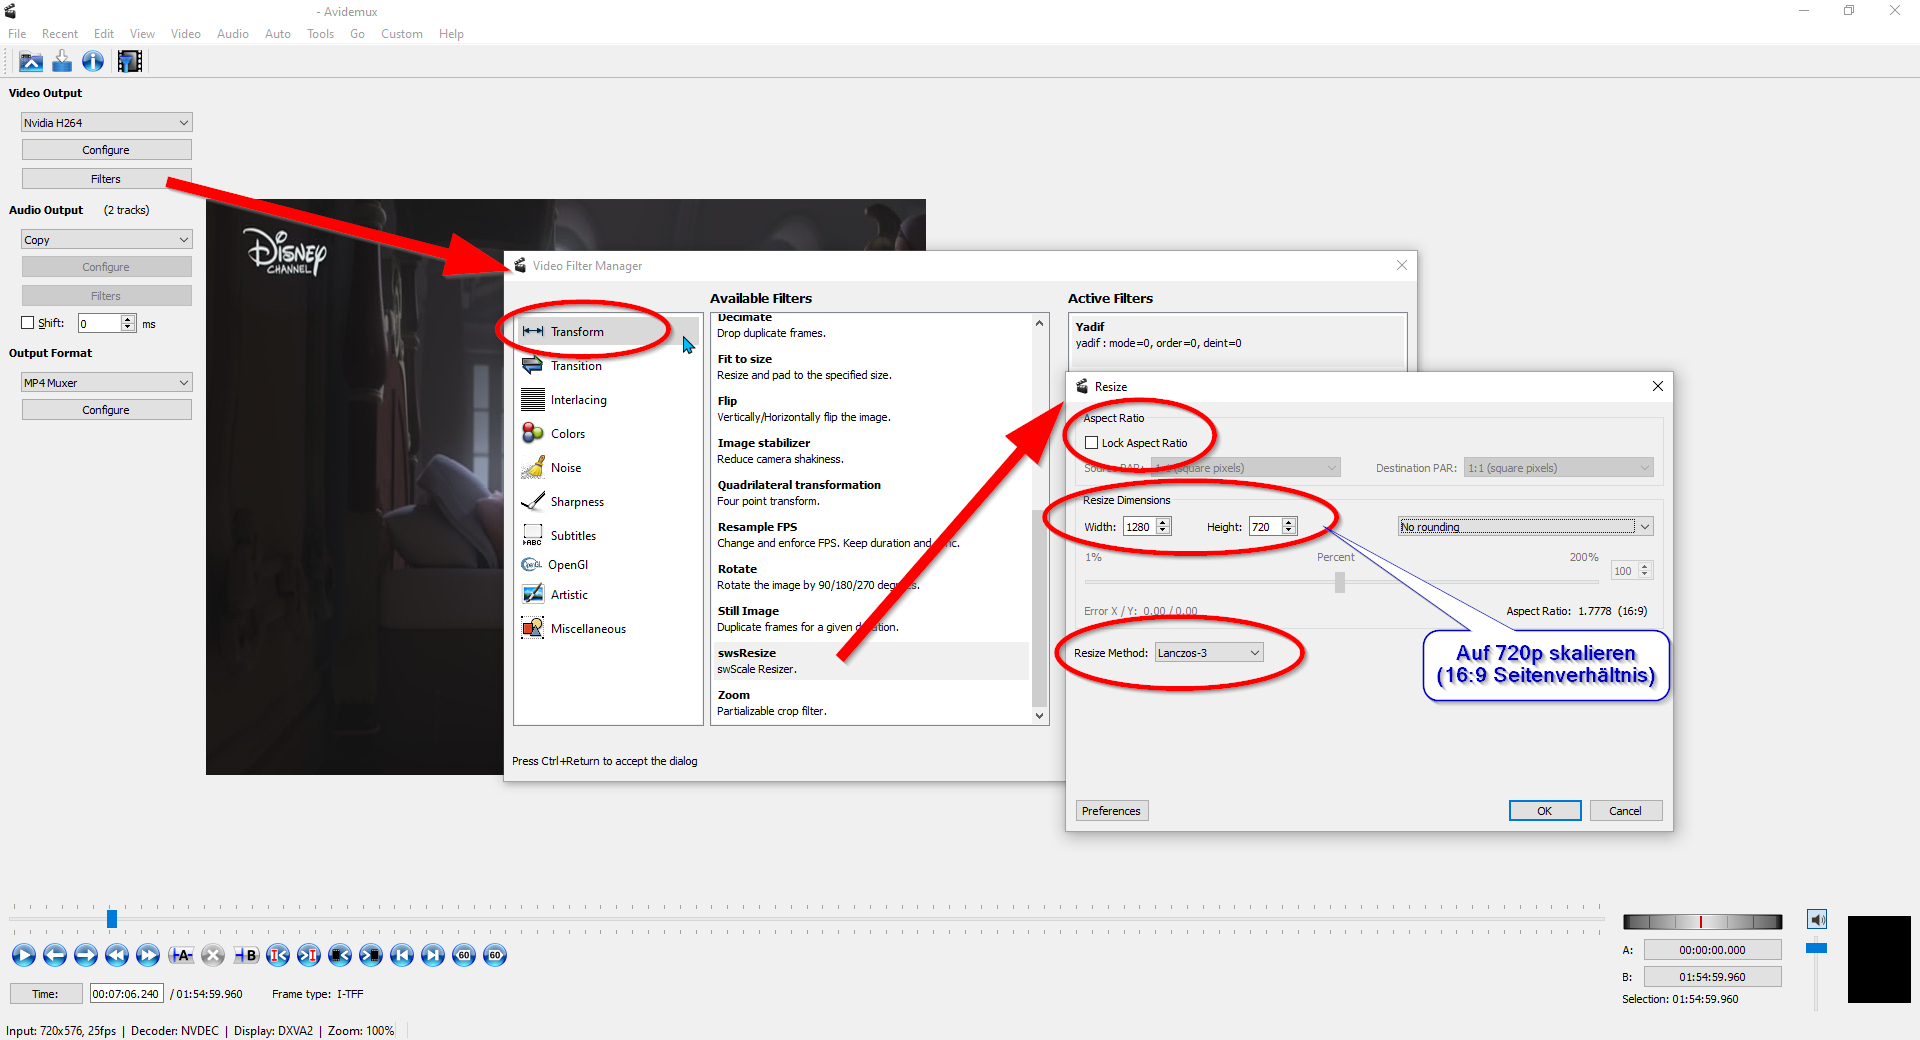 - Avidemux
File Recent Edit View Video Audio Auto Tools Go Custom Help
Video Output
Nvidia H264
Configure
Filters
Audio Output (2 tracks)
Copy
Configure
Filters
Shift: 0 ms
Output Format
MP4 Muxer
Configure
Disney
CHANNEL
Video Filter Manager
Transform
Transition
Interlacing
Colors
Noise
Sharpness
ABC
Subtitles
OpenGL
OpenGl
Artistic
Miscellaneous
Available Filters
Decimate
Drop duplicate frames.
Fit to size
Resize and pad to the specified size.
Flip
Vertically/Horizontally flip the image.
Image stabilizer
Reduce camera shakiness.
Quadrilateral transformation
Four point transform.
Resample FPS
Change and enforce FPS. Keep duration and
Rotate
Rotate the image by 90/180/270 degrees.
Still Image
Duplicate frames for a given
swsResize
swScale Resizer.
Zoom
Partializable crop filter.
Press Ctrl+Return to accept the dialog
Active Filters
Yadif
yadif : mode=0, order=0, deint=0
Resize
Aspect Ratio
Lock Aspect Ratio
Source PAR: 1:1 (square pixels) Destination PAR: 1:1 (square pixels)
Resize Dimensions
Width: 1280 Height: 720 No rounding
1% Percent 200%
100
Error X / Y: 0.00 / 0.00 Aspect Ratio: 1.7778 (16:9)
Resize Method: Lanczos-3
Auf 720p skalieren
(16:9 Seitenverhältnis)
Preferences OK Cancel
A B 60 60
Time: 00:07:06.240 / 01:54:59.960 Frame type: I-TFF
A: 00:00:00.000
B: 01:54:59.960
Selection: 01:54:59.960
Input: 720x576, 25fps | Decoder: NVDEC | Display: DXVA2 | Zoom: 100%